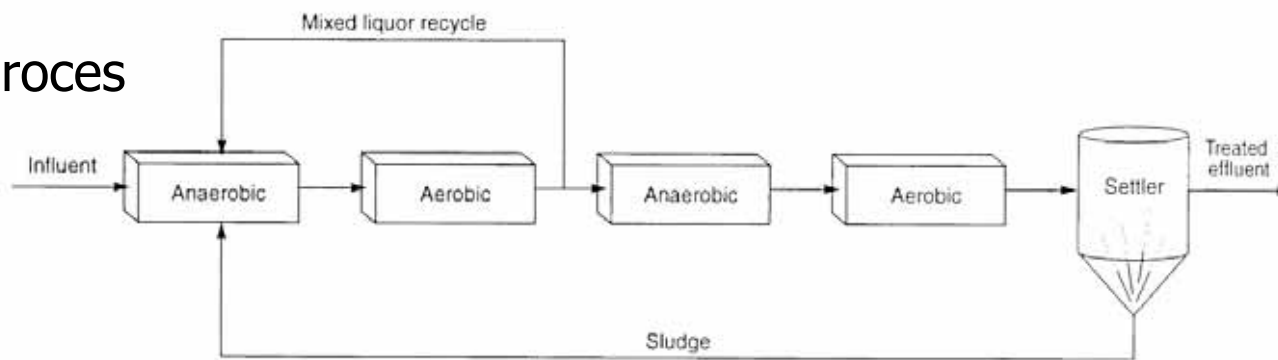 Mixed liquor recycle
roces
Influent
Anaerobic
Aerobic
Anaerobic
Aerobic
Settler
Treated
effluent
Sludge